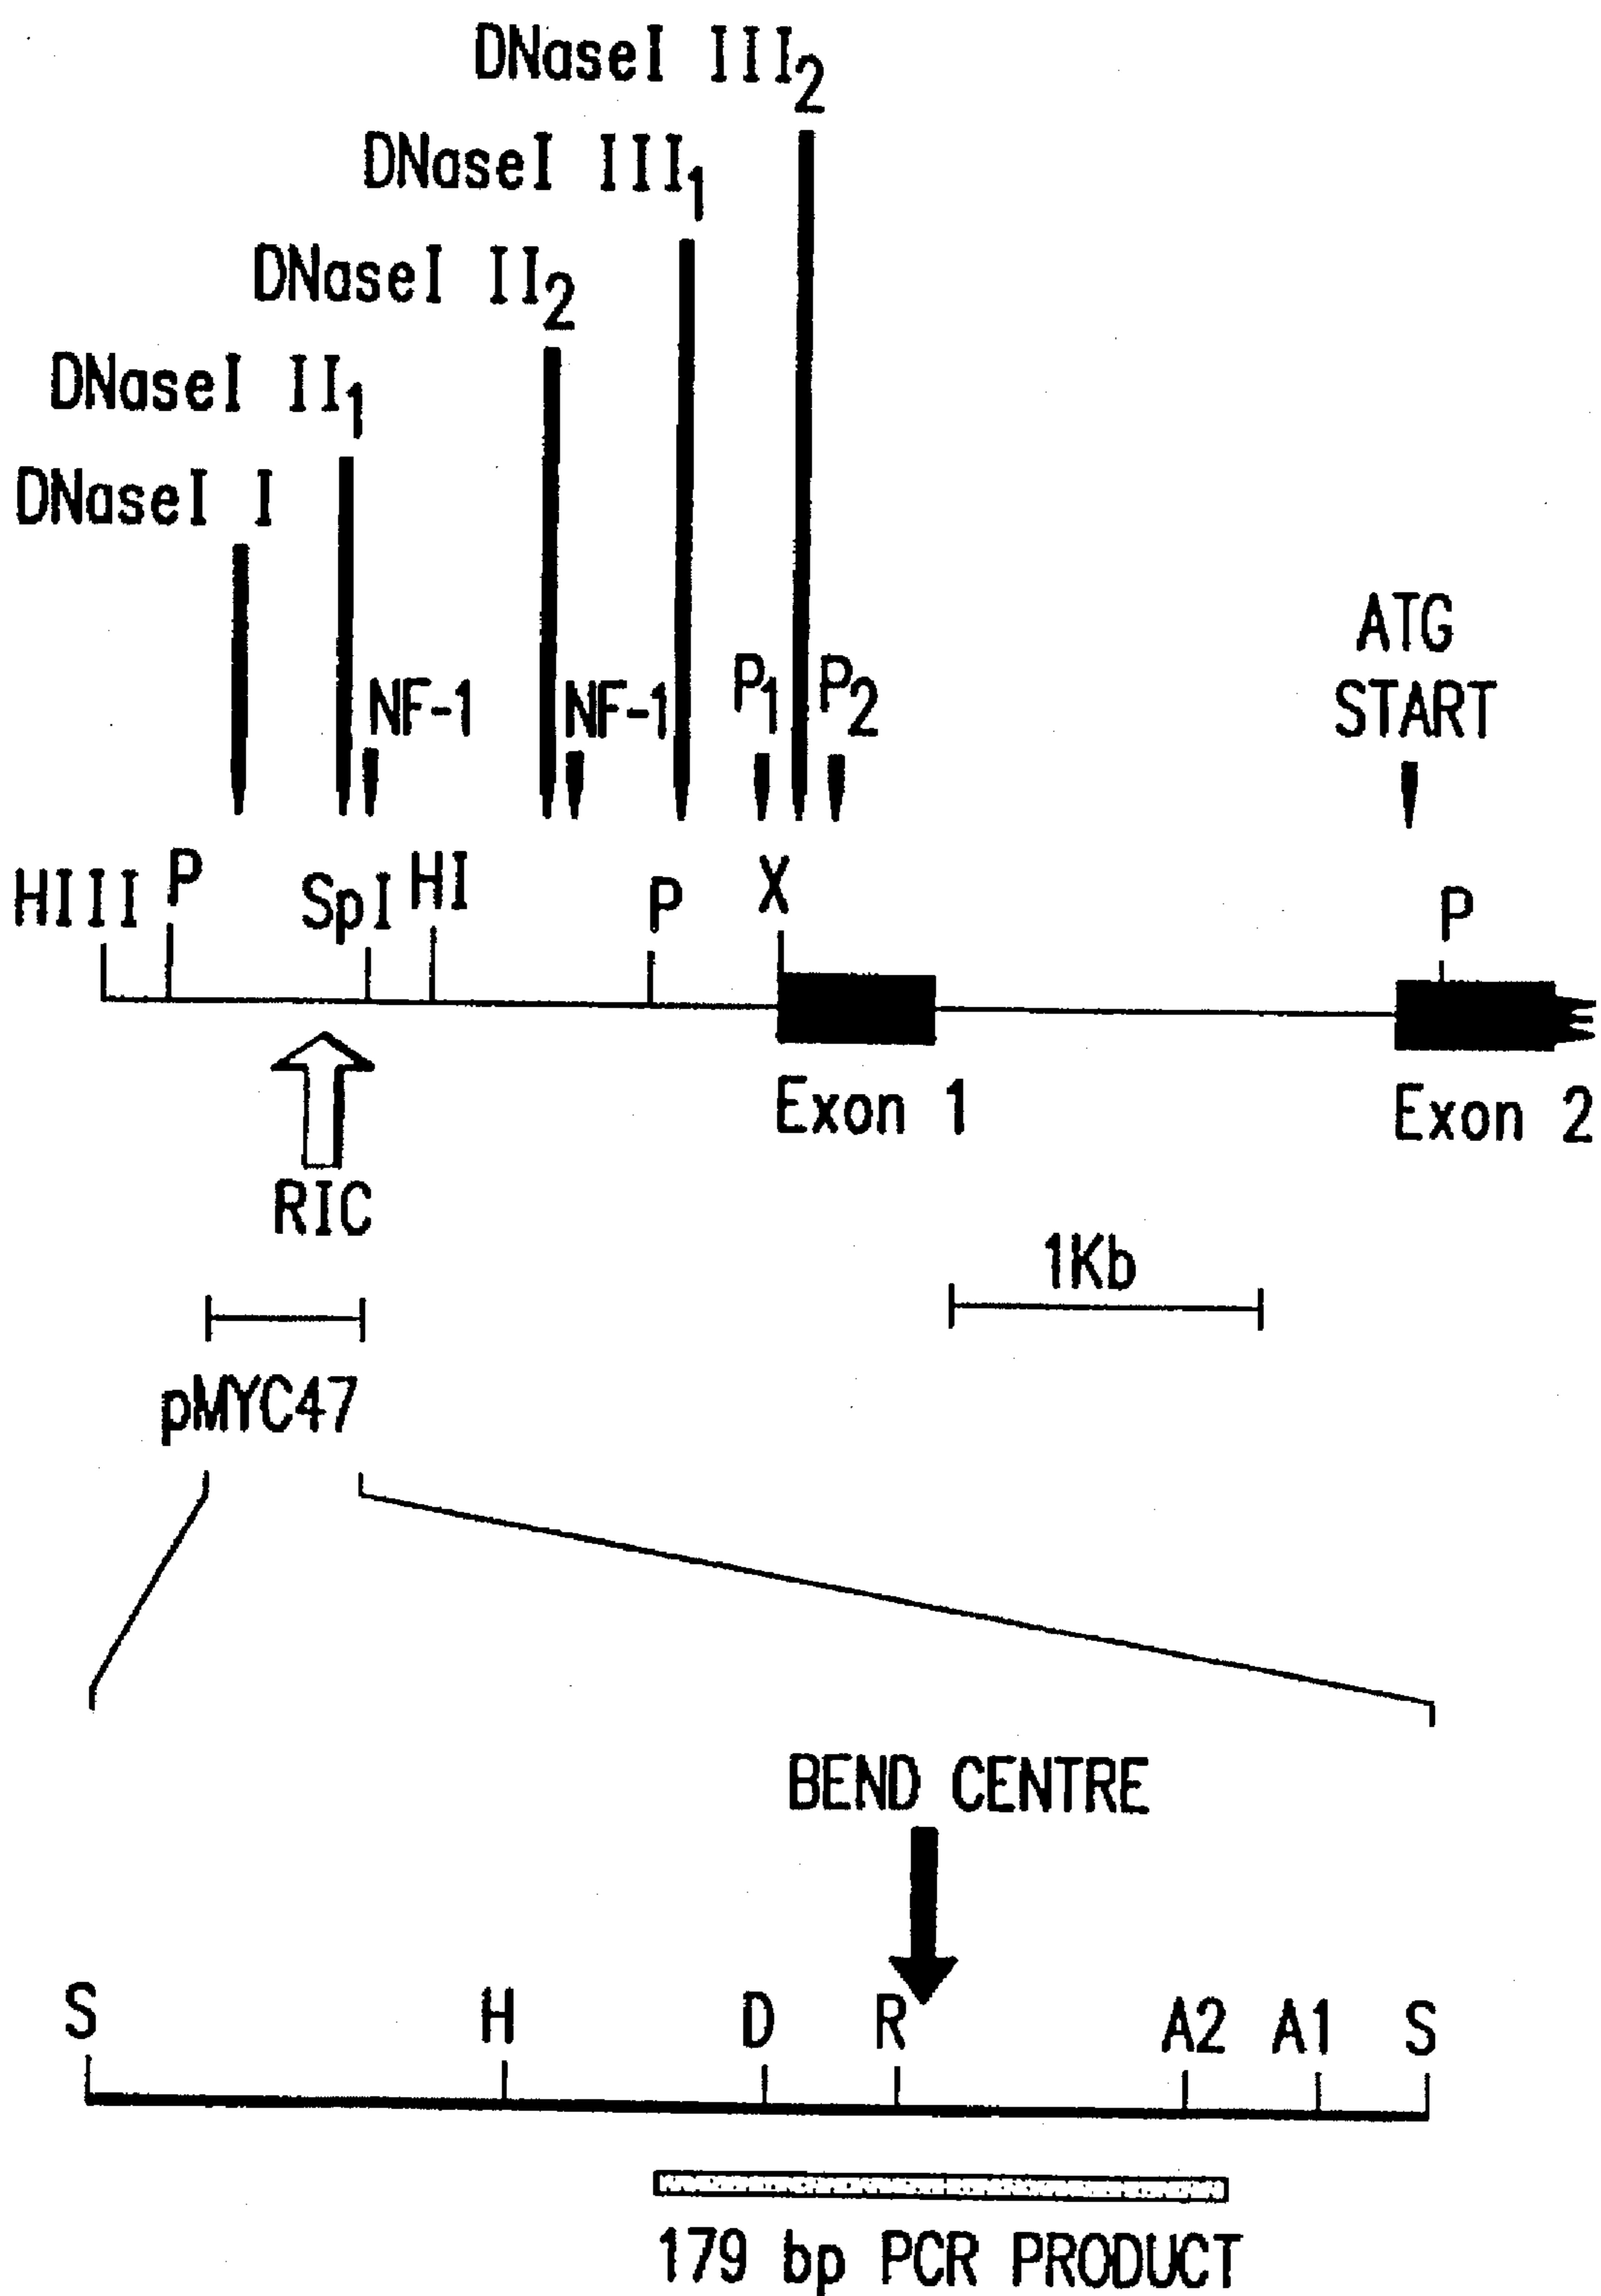 DNaseI III2
DNaseI III1
DNaseI II2
DNaseI II1
DNaseI I
ATG
START
NF-1 NF-1 P1 P2
HIII P SpI HI P X P
Exon 1 Exon 2
RIC
1Kb
pMYC47
BEND CENTRE
S H D R A2 A1 S
179 bp PCR PRODUCT